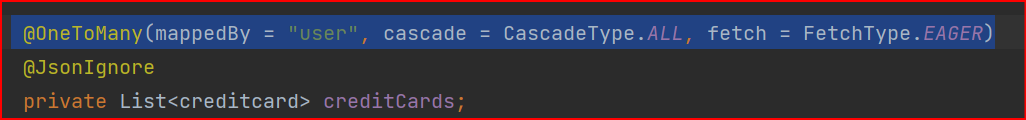 @OneToMany(mappedBy = "user", cascade = CascadeType.ALL, fetch = FetchType.EAGER)
@JsonIgnore
private List<creditcard> creditCards;